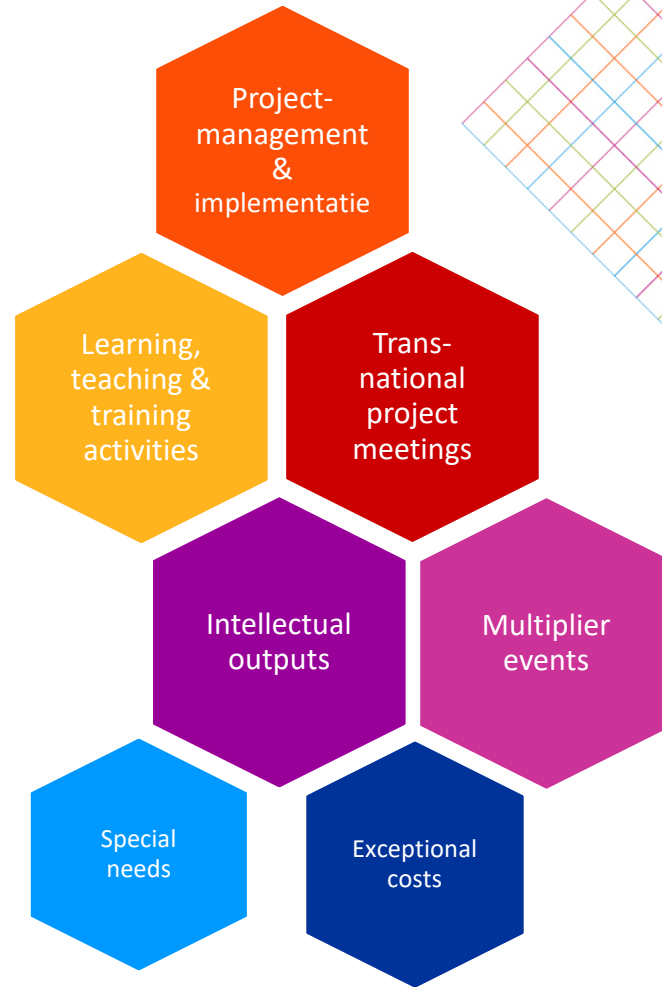 Project-
management
&
implementatie
Learning,
teaching &
training
activities
Trans-
national
project
meetings
Intellectual
outputs
Multiplier
events
Special
needs
Exceptional
costs